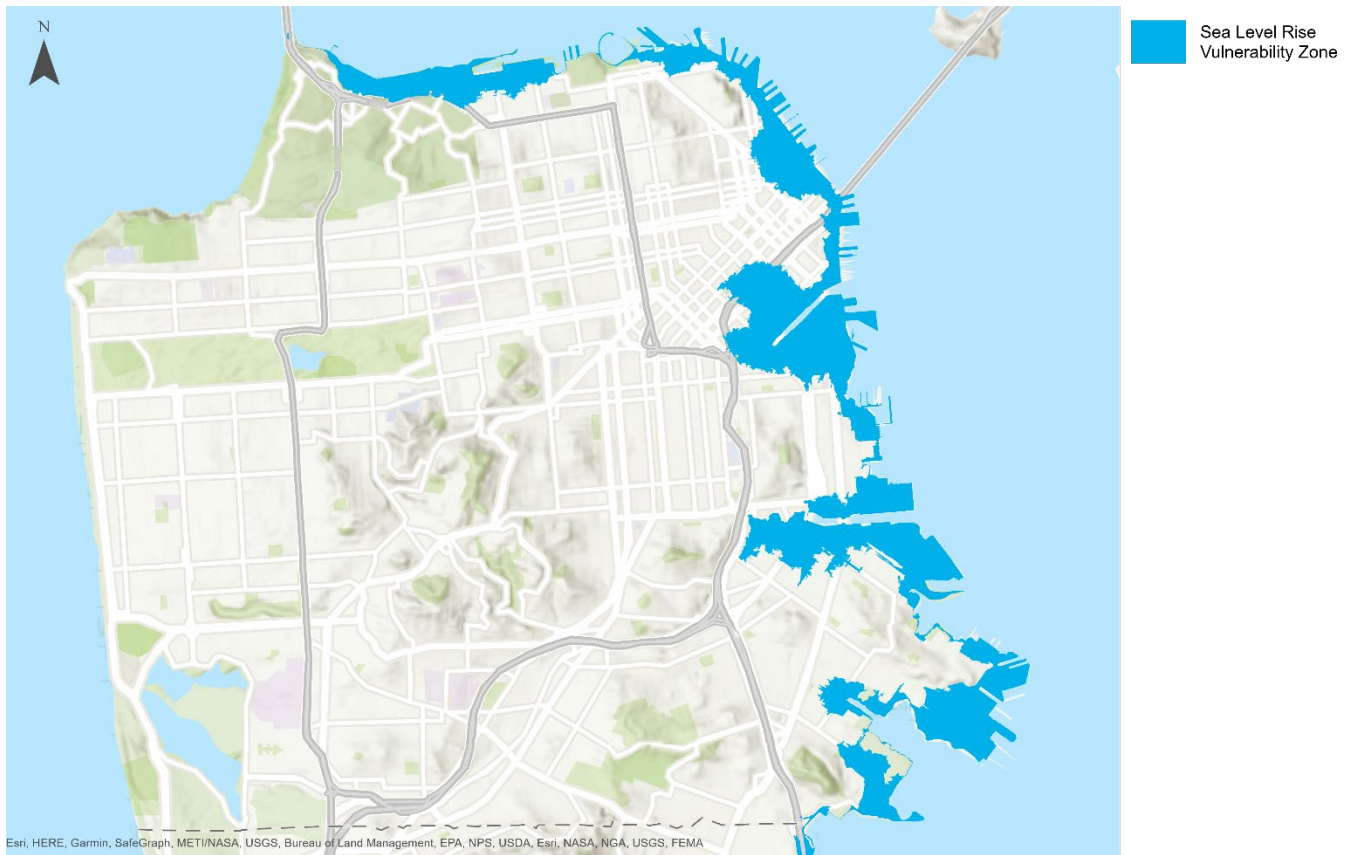 N
Sea Level Rise
Vulnerability Zone
Esri, HERE, Garmin, SafeGraph, METI/NASA, USGS, Bureau of Land Management, EPA, NPS, USDA, Esri, NASA, NGA, USGS, FEMA